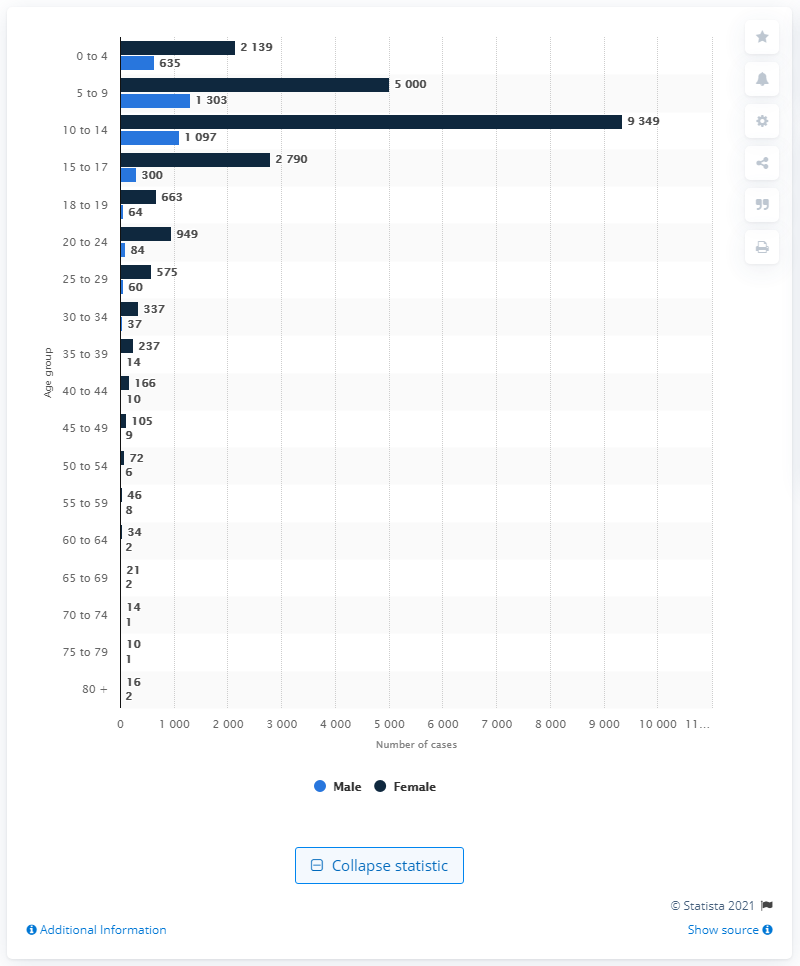 0 to 4
2 139
635
5 to 9
5 000
1 303
10 to 14
9 349
1 097
15 to 17
2 790
300
18 to 19
663
64
20 to 24
949
84
25 to 29
575
60
30 to 34
337
37
35 to 39
237
14
40 to 44
166
10
45 to 49
105
9
50 to 54
72
6
55 to 59
46
8
60 to 64
34
2
65 to 69
21
2
70 to 74
14
1
75 to 79
10
1
80 +
16
2
Age group
0 1 000 2 000 3 000 4 000 5 000 6 000 7 000 8 000 9 000 10 000 11...
Number of cases
Male Female
Collapse statistic
© Statista 2021
Additional Information Show source